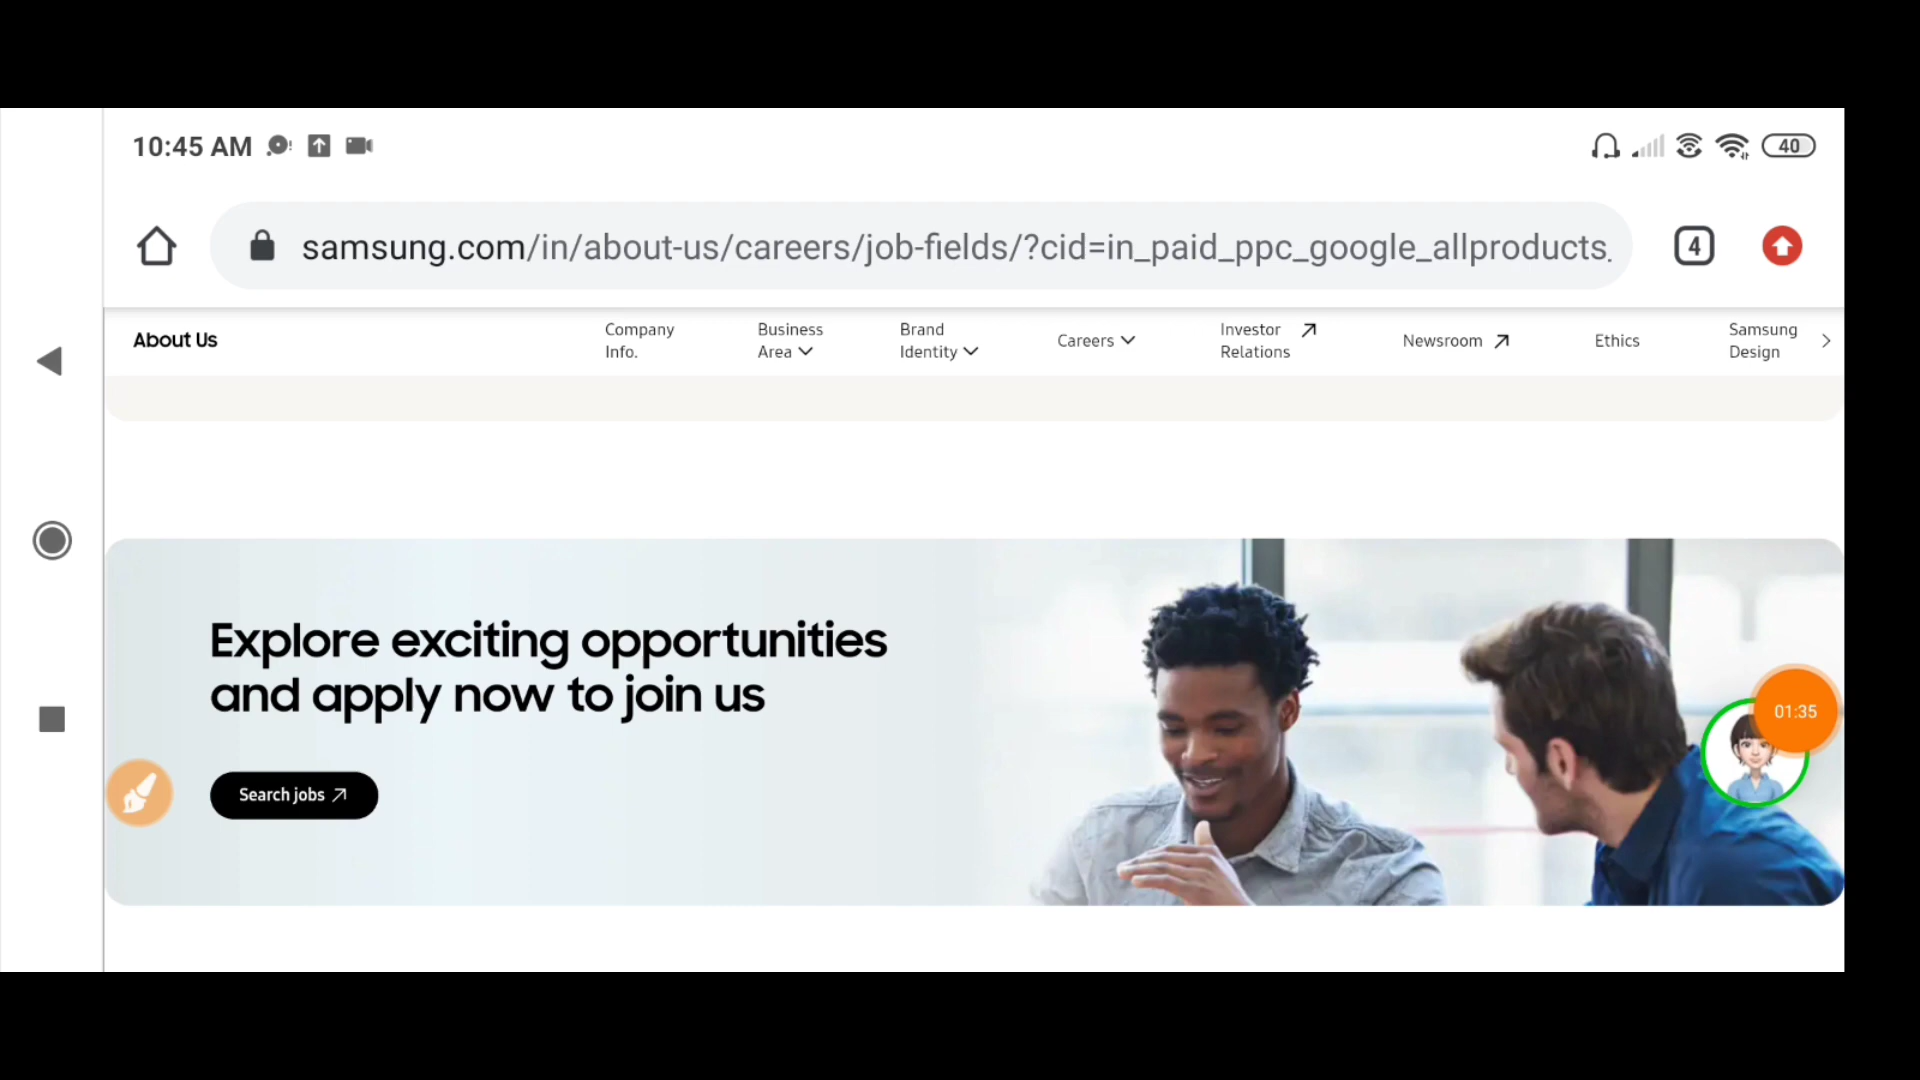 10:45 AM
40
samsung.com/in/about-us/careers/job-fields/?cid=in_paid_ppc_google_allproducts_
4
About Us
Company
Info.
Business
Area
Brand
Identity
Careers
Investor
Relations
Newsroom
Ethics
Samsung
Design
Explore exciting opportunities
and apply now to join us
01:35
Search jobs